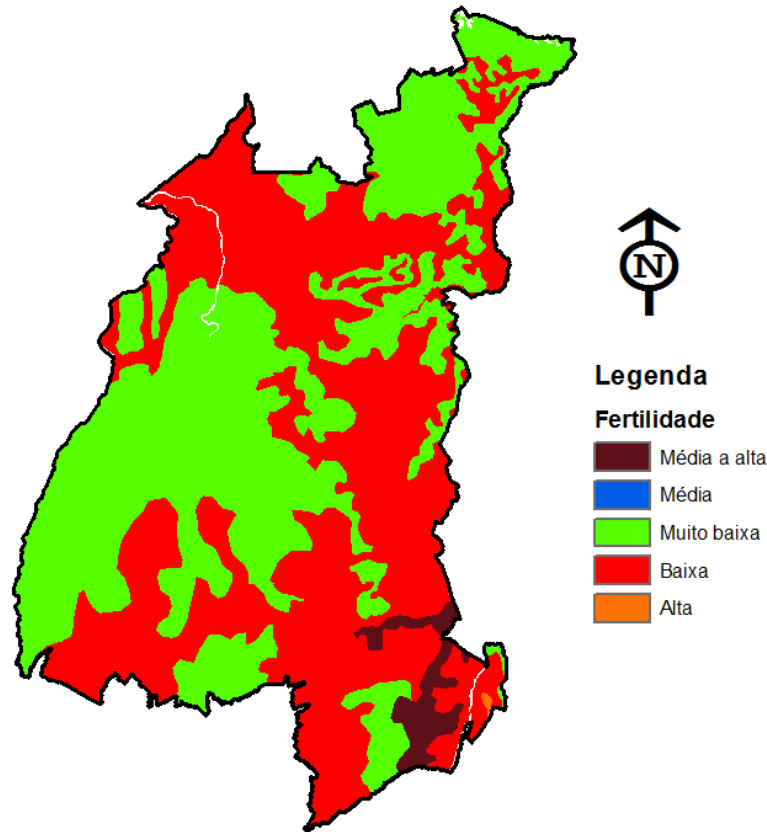 N
Legenda
Fertilidade
Média a alta
Média
Muito baixa
Baixa
Alta